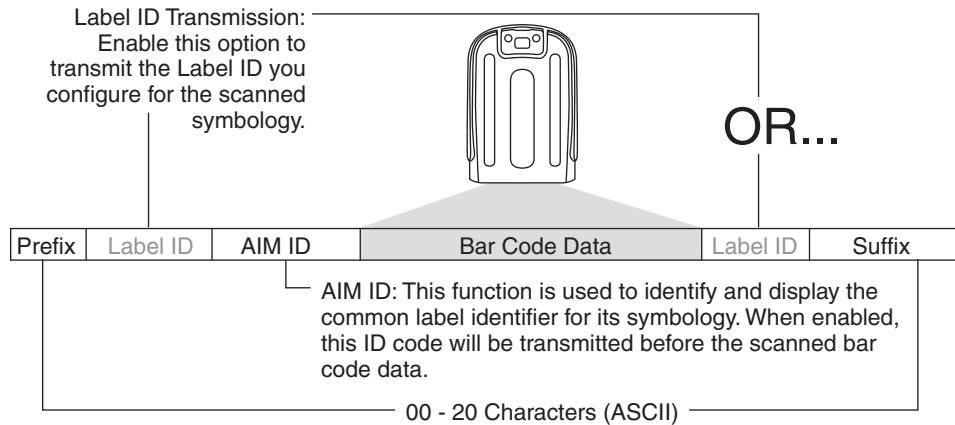 Label ID Transmission:
Enable this option to
transmit the Label ID you
configure for the scanned
symbology.
OR...
Prefix Label ID AIM ID Bar Code Data Label ID Suffix
AIM ID: This function is used to identify and display the
common label identifier for its symbology. When enabled,
this ID code will be transmitted before the scanned bar
code data.
00 - 20 Characters (ASCII)